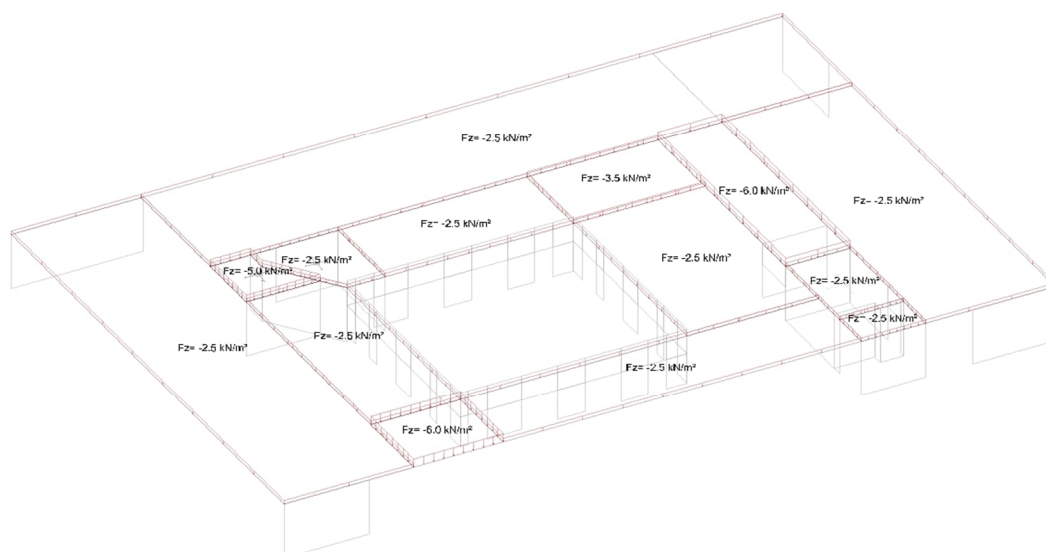 Fz= -2.5 kN/m²
Fz= -3.5 kN/m²
Fz= -6.0 kN/m²
Fz= -2.5 kN/m²
Fz= -2.5 kN/m²
Fz= -2.5 kN/m²
Fz= -2.5 kN/m²
Fz= -5.0 kN/m²
Fz= -2.5 kN/m²
Fz= -2.5 kN/m²
Fz= -2.5 kN/m²
Fz= -2.5 kN/m²
Fz= -2.5 kN/m²
Fz= -6.0 kN/m²